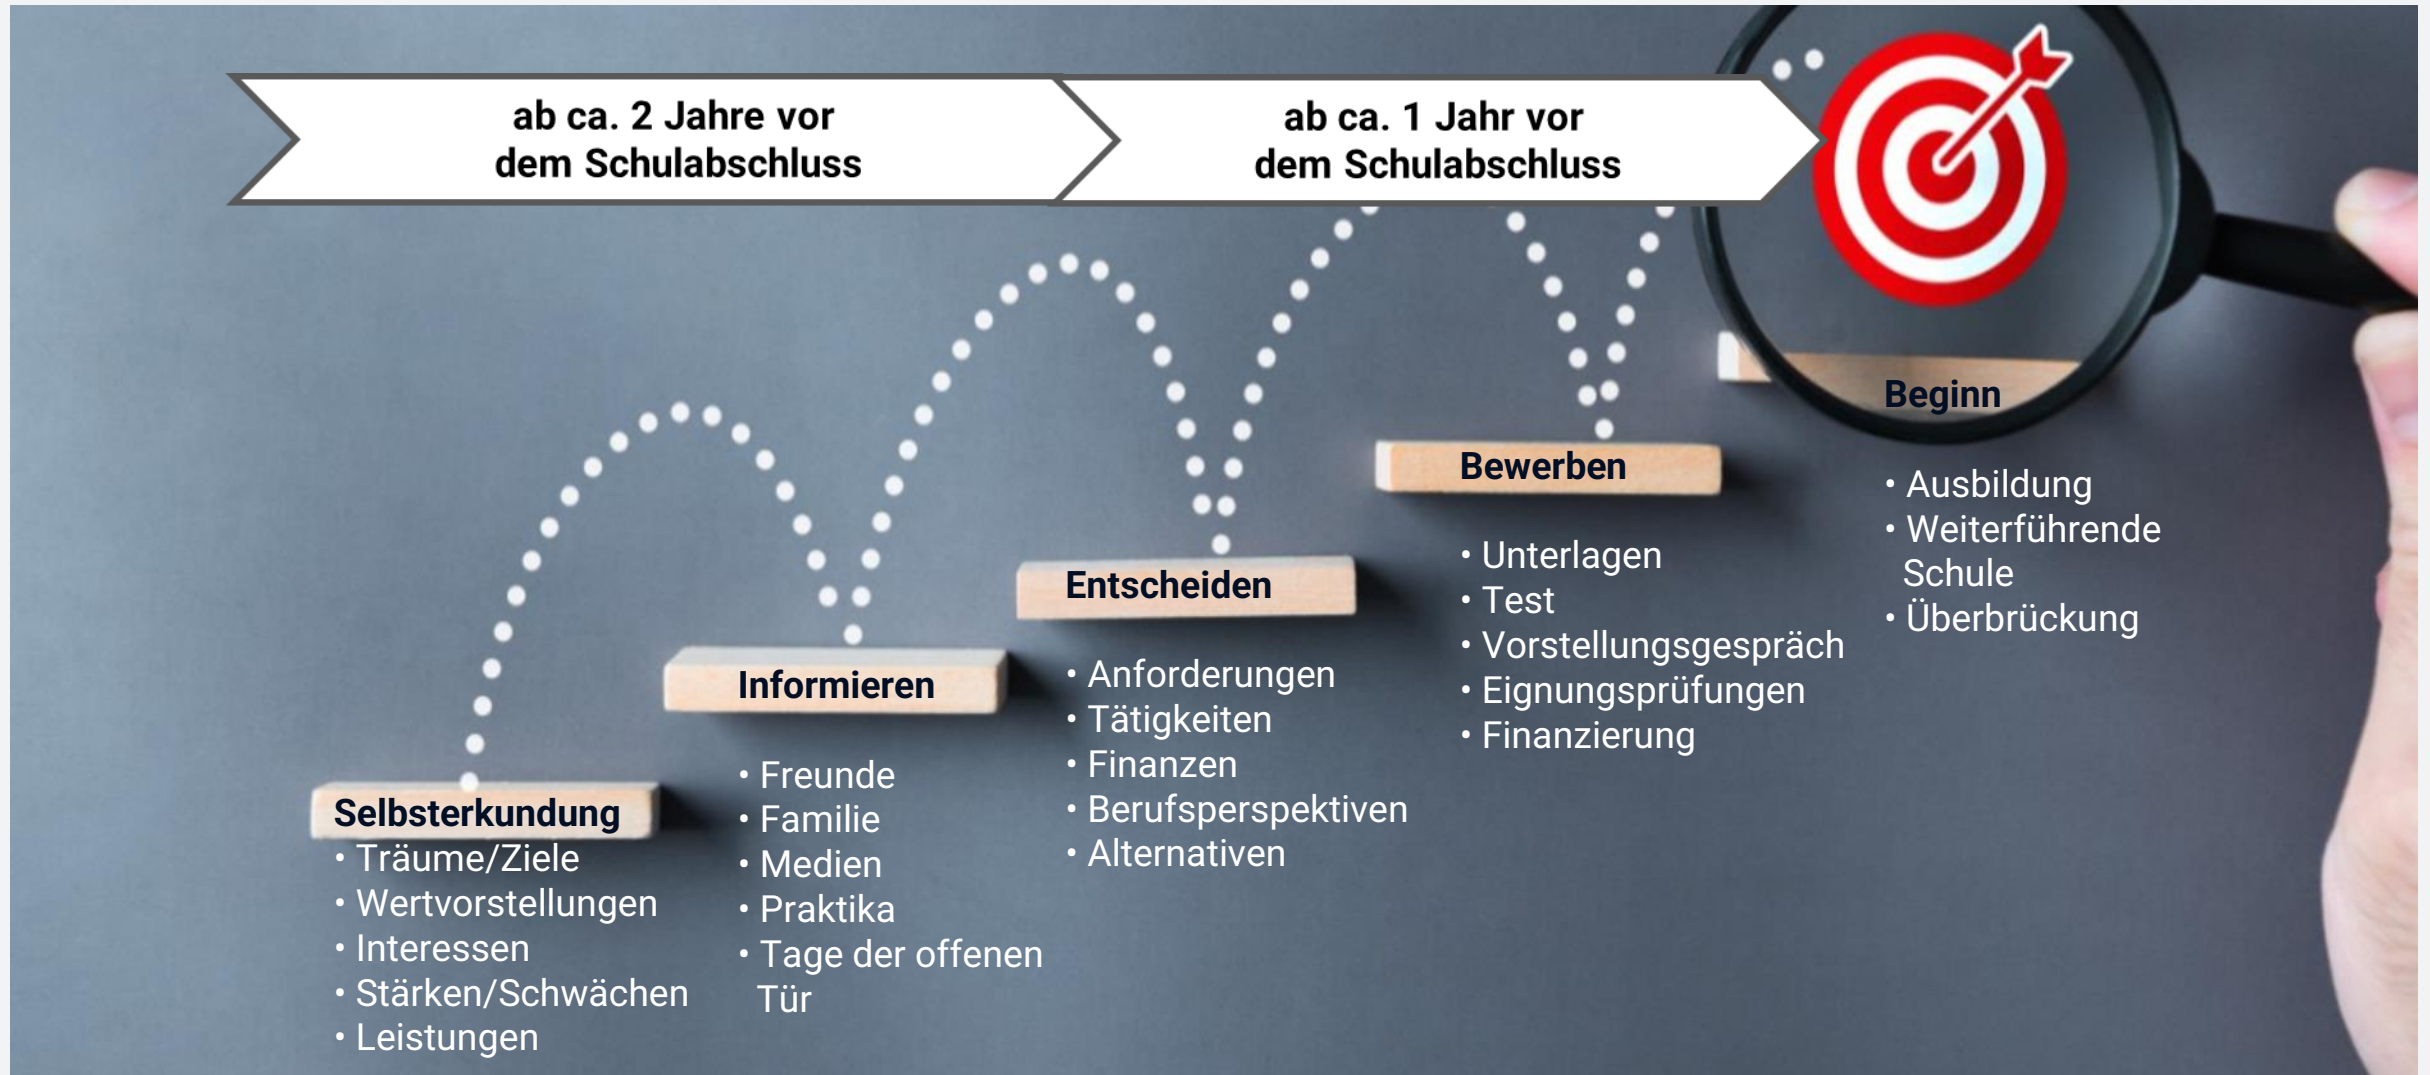 ab ca. 2 Jahre vor
dem Schulabschluss
ab ca. 1 Jahr vor
dem Schulabschluss
Selbsterkundung
• Träume/Ziele
• Wertvorstellungen
• Interessen
• Stärken/Schwächen
• Leistungen
Informieren
• Freunde
• Familie
• Medien
• Praktika
• Tage der offenen
Tür
Entscheiden
• Anforderungen
• Tätigkeiten
• Finanzen
• Berufsperspektiven
• Alternativen
Bewerben
• Unterlagen
• Test
• Vorstellungsgespräch
• Eignungsprüfungen
• Finanzierung
Beginn
• Ausbildung
• Weiterführende
Schule
• Überbrückung